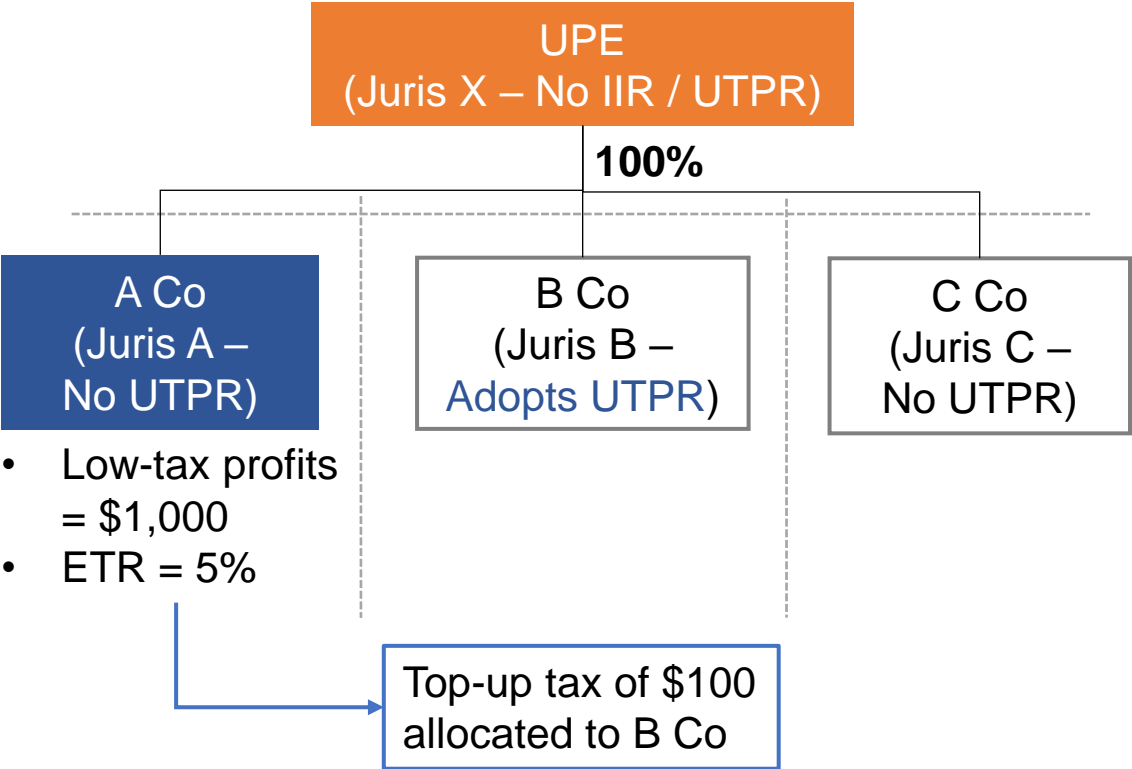 UPE
(Juris X – No IIR / UTPR)
100%
A Co
(Juris A –
No UTPR)
B Co
(Juris B –
Adopts UTPR)
C Co
(Juris C –
No UTPR)
• Low-tax profits
= $1,000
• ETR = 5%
Top-up tax of $100
allocated to B Co